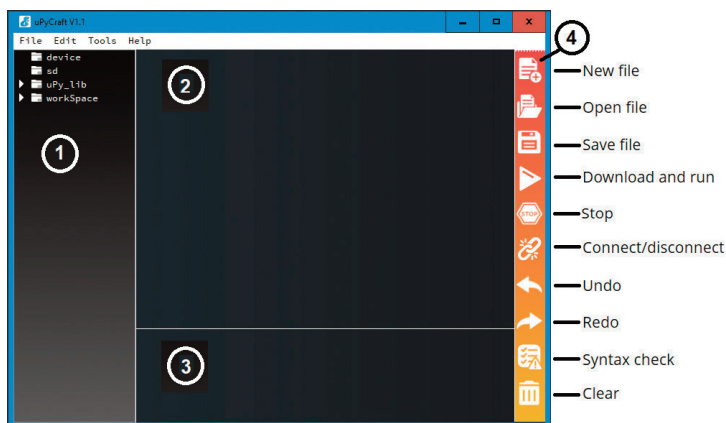 uPyCraft V1.1
File Edit Tools Help
device
sd
uPy_lib
workSpace
1
2
3
4
New file
Open file
Save file
Download and run
STOP
Stop
Connect/disconnect
Undo
Redo
Syntax check
Clear